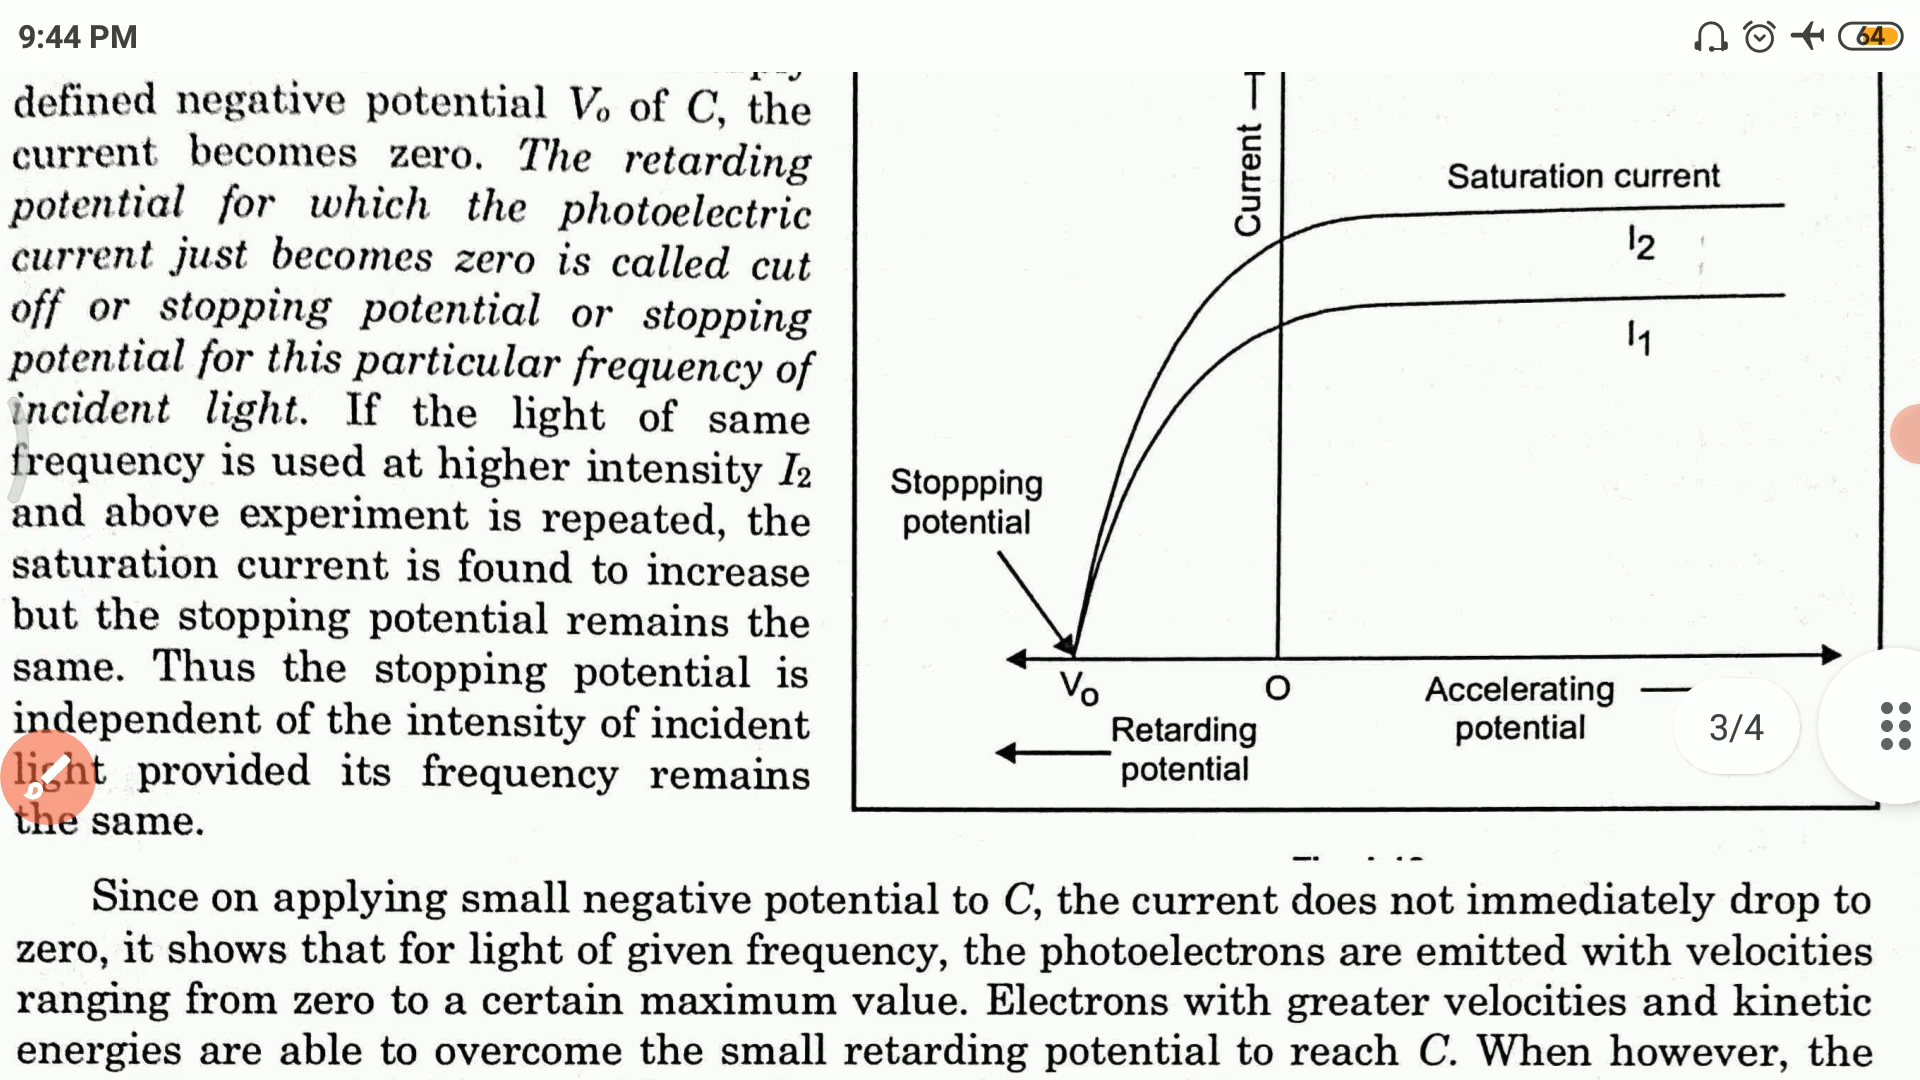 9:44 PM
64
defined negative potential Vo of C, the
current becomes zero. The retarding
potential for which the photoelectric
current just becomes zero is called cut
off or stopping potential or stopping
potential for this particular frequency of
incident light. If the light of same
frequency is used at higher intensity I2
and above experiment is repeated, the
saturation current is found to increase
but the stopping potential remains the
same. Thus the stopping potential is
independent of the intensity of incident
light provided its frequency remains
the same.
Current
Saturation current
I2
I1
Stoppping
potential
Vo
O
Accelerating
potential
Retarding
potential
3/4
Since on applying small negative potential to C, the current does not immediately drop to
zero, it shows that for light of given frequency, the photoelectrons are emitted with velocities
ranging from zero to a certain maximum value. Electrons with greater velocities and kinetic
energies are able to overcome the small retarding potential to reach C. When however, the